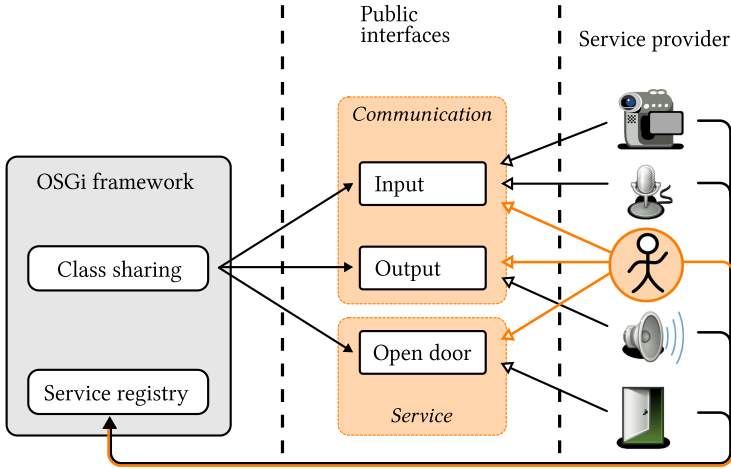 Public
interfaces
Service provider
Communication
OSGi framework
Input
Class sharing
Output
Open door
Service registry
Service